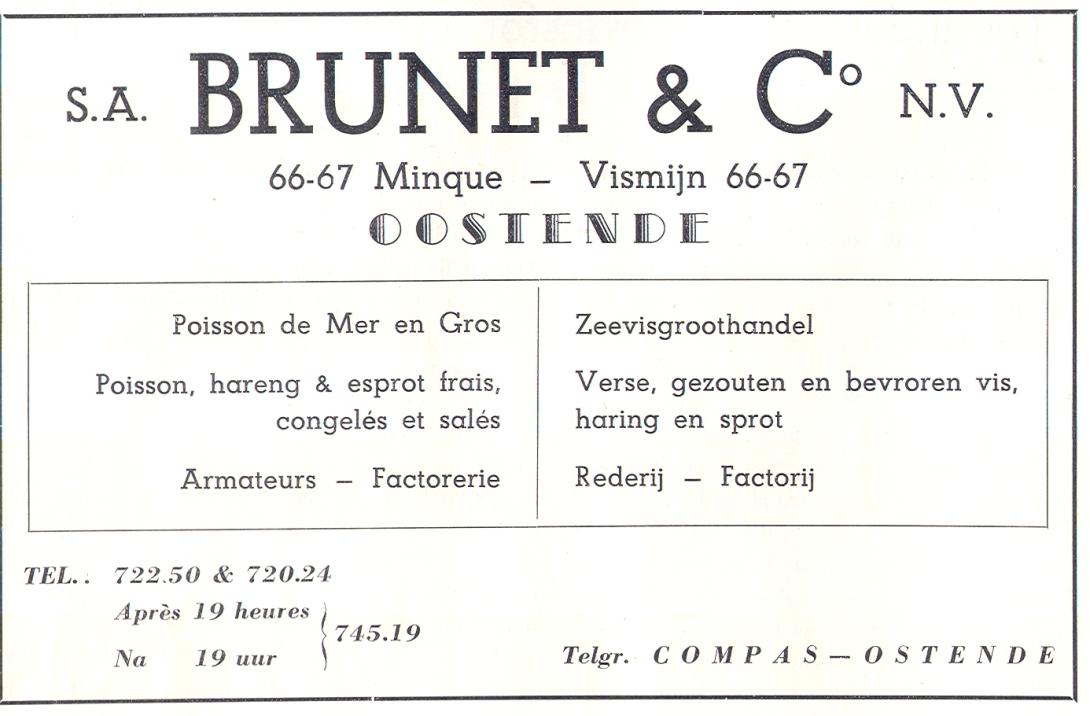 S.A. BRUNET & Cº N.V.
66-67 Minque – Vismijn 66-67
OOSTENDE
Poisson de Mer en Gros
Poisson, hareng & esprot frais,
congelés et salés
Armateurs – Factorerie
Zeevisgroothandel
Verse, gezouten en bevroren vis,
haring en sprot
Rederij – Factorij
TEL.: 722.50 & 720.24
Après 19 heures
Na 19 uur
745.19
Telgr. COMPAS – OSTENDE